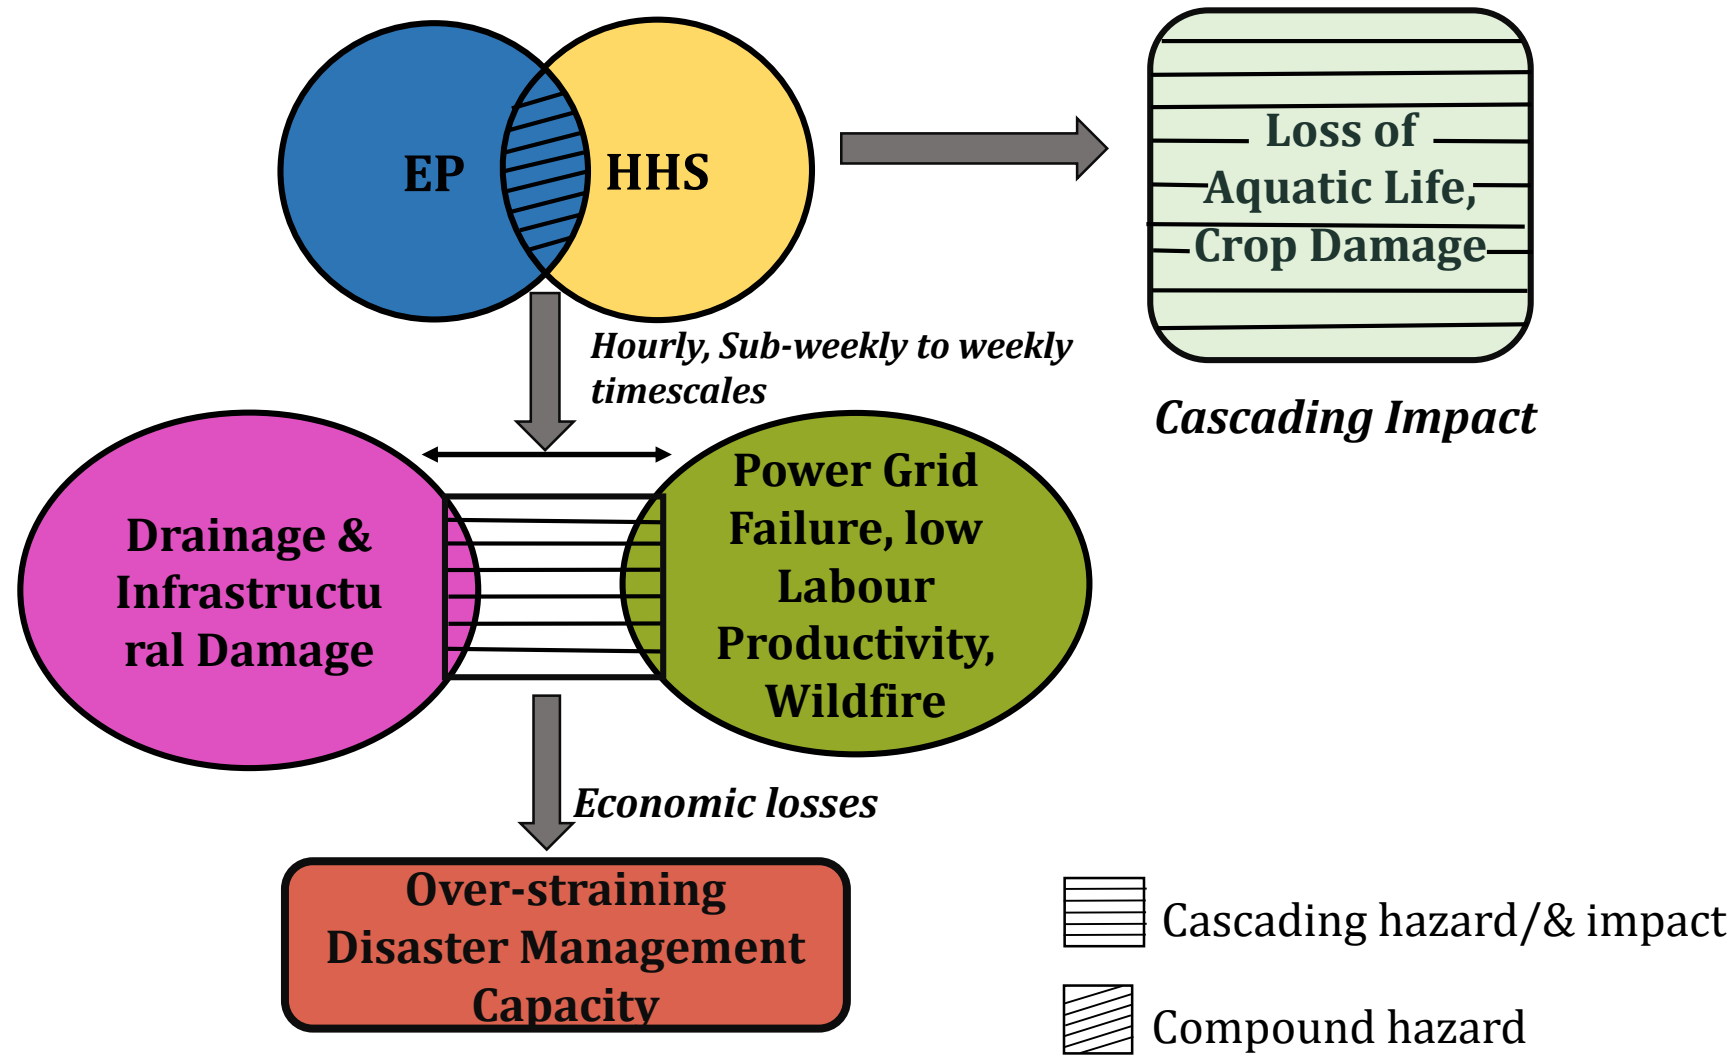 EP
HHS
Loss of
Aquatic Life,
Crop Damage
Hourly, Sub-weekly to weekly
timescales
Cascading Impact
Drainage &
Infrastructu
ral Damage
Power Grid
Failure, low
Labour
Productivity,
Wildfire
Economic losses
Over-straining
Disaster Management
Capacity
Cascading hazard/& impact
Compound hazard